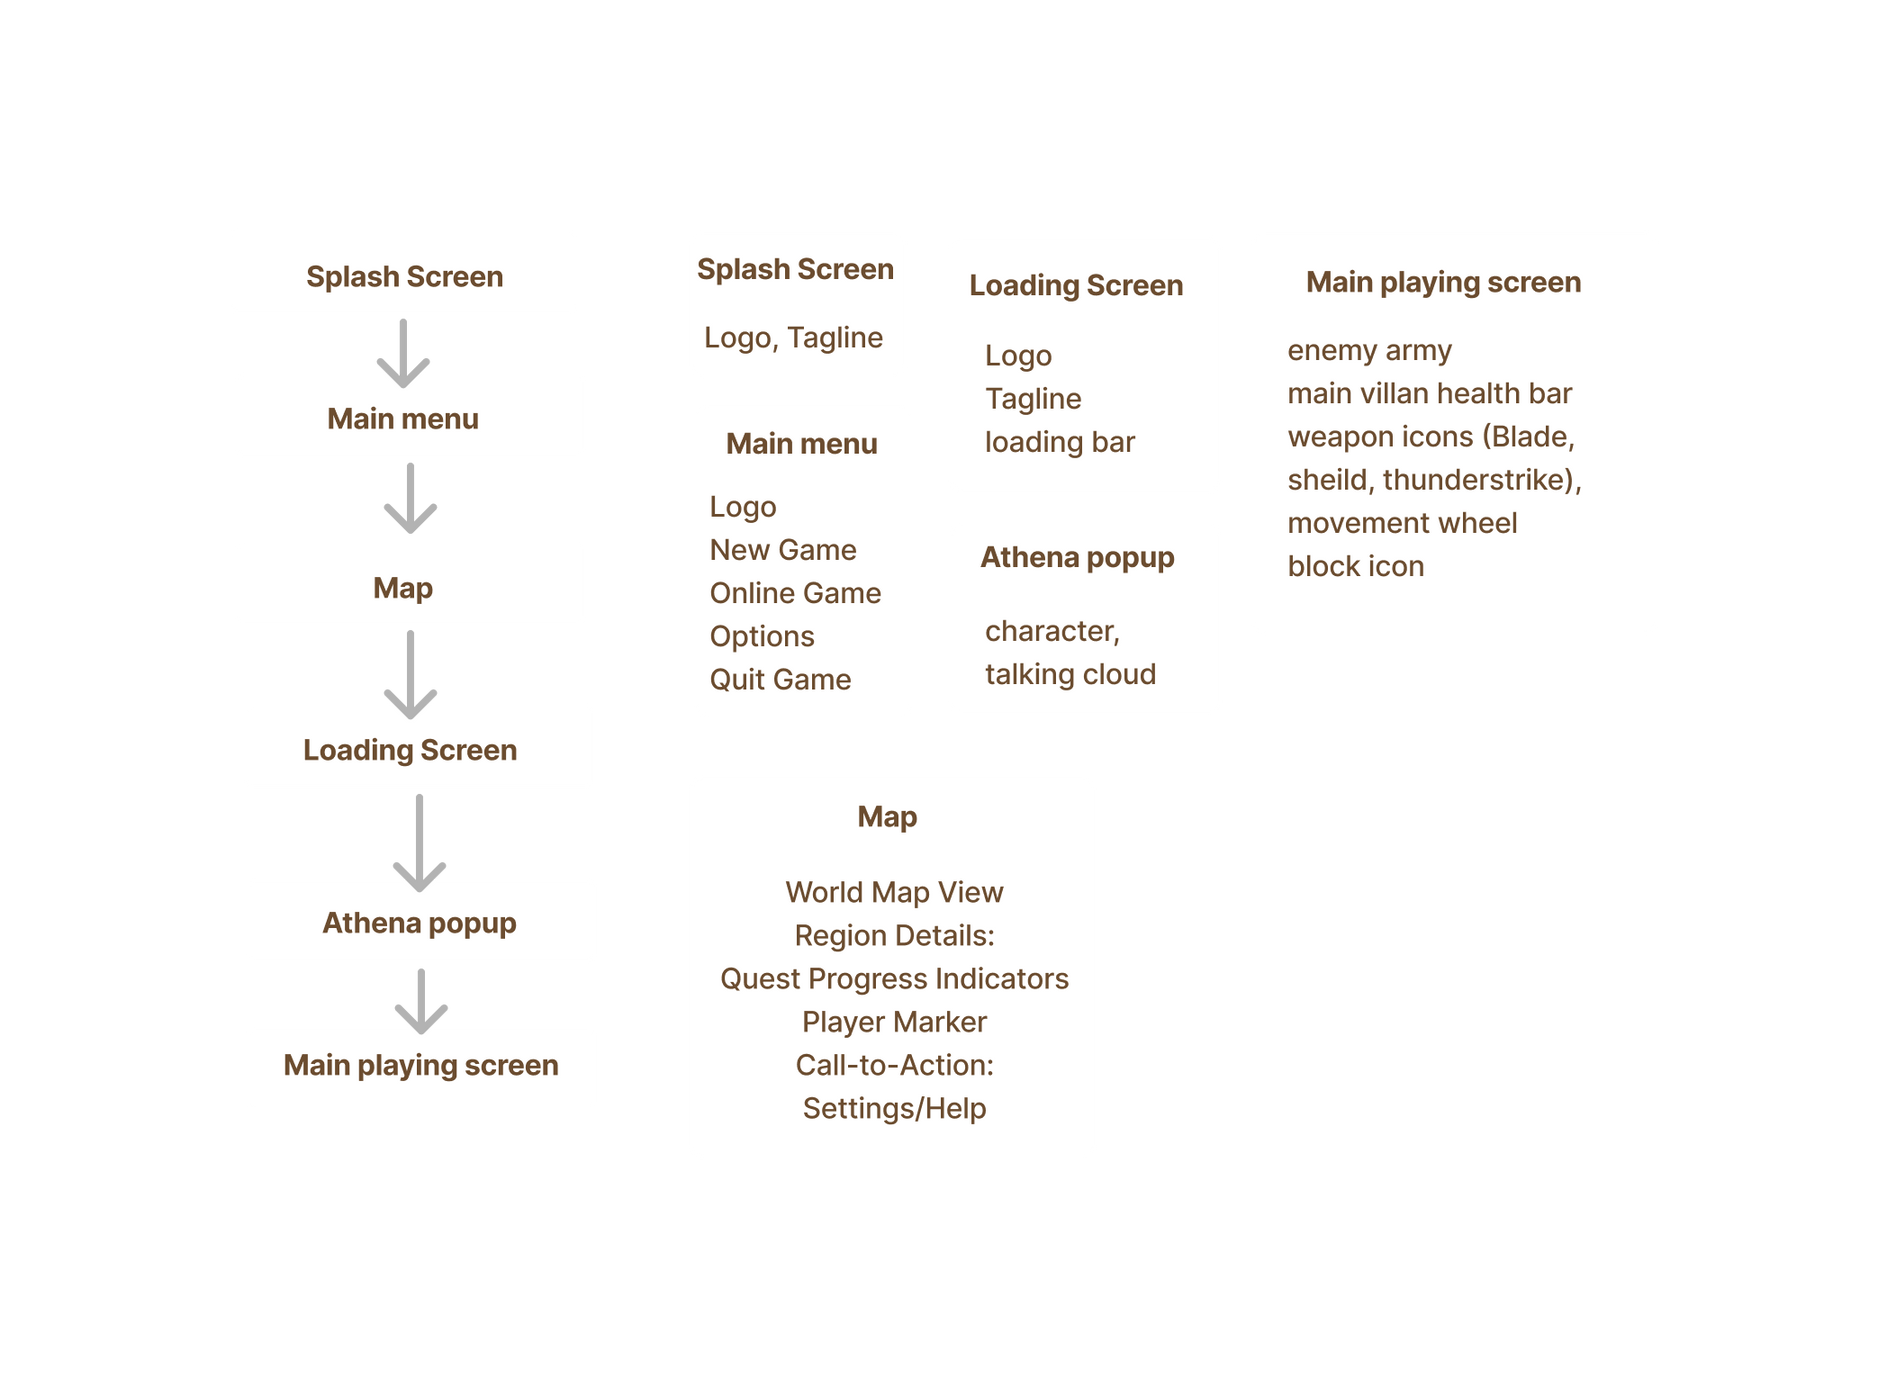 Splash Screen
Main menu
Map
Loading Screen
Athena popup
Main playing screen
Splash Screen
Logo, Tagline
Main menu
Logo
New Game
Online Game
Options
Quit Game
Loading Screen
Logo
Tagline
loading bar
Athena popup
character,
talking cloud
Main playing screen
enemy army
main villan health bar
weapon icons (Blade,
sheild, thunderstrike),
movement wheel
block icon
Map
World Map View
Region Details:
Quest Progress Indicators
Player Marker
Call-to-Action:
Settings/Help